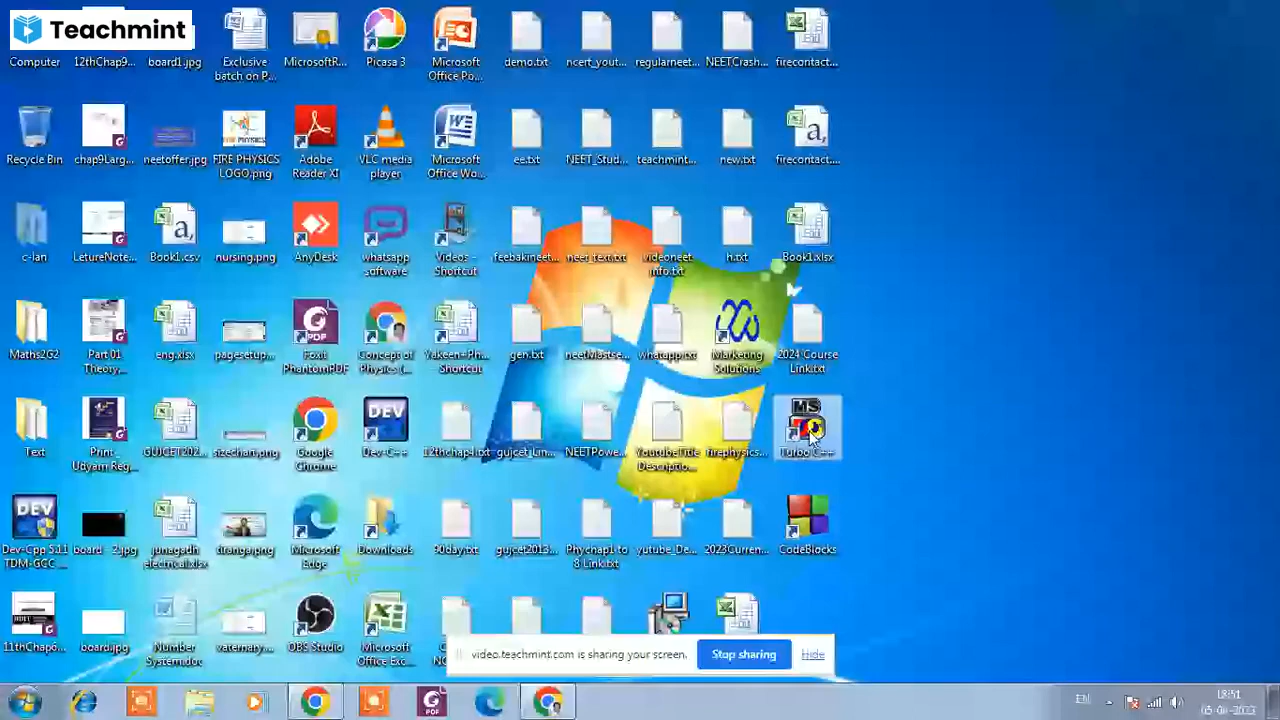 Teachmint
Computer
12thChap9...
board1.jpg
Exclusive
batch on P...
MicrosoftR...
Picasa 3
Microsoft
Office Po...
demo.txt
ncert_yout...
regularneet...
NEETCrash...
firecontact...
Recycle Bin
chap9Larg...
neetoffer.jpg
FIRE PHYSICS
LOGO.png
Adobe
Reader XI
VLC media
player
Microsoft
Office Wo...
ee.txt
NEET_Stud...
teachmint...
new.txt
firecontact...
c-lan
LetureNote...
Book1.csv
nursing.png
AnyDesk
whatsapp
software
Videos -
Shortcut
feebakineet...
neet_text.txt
videoneet
info.txt
h.txt
Book1.xlsx
Maths2G2
Part 01
Theory,...
eng.xlsx
pagesetup...
Foxit
PhantomPDF
Concept of
Physics (...
Yakeen+Ph...
- Shortcut
gen.txt
neetMastse...
whatapp.txt
Marketing
Solutions
2024 Course
Link.txt
Text
Print_
Udyam Reg...
GUJCET202...
sizechart.png
Google
Chrome
DEV
Dev-C++
12thchap4.txt
gujcet_Lin...
NEETPowe...
YoutubeTitle
Descriptio...
firephysics...
MS
Turbo C++
DEV
Dev-Cpp 5.11
TDM-GCC ...
board - 2.jpg
junagadh
electrical.xlsx
tiranga.png
Microsoft
Edge
Downloads
90day.txt
gujcet2013...
Phychap1 to
8 Link.txt
yutube_De...
2023Curren...
CodeBlocks
11thChap6...
board.jpg
Number
System.doc
vaternary....
OBS Studio
Microsoft
Office Exc...
video.teachmint.com is sharing your screen.
Stop sharing
Hide
EN
18:51